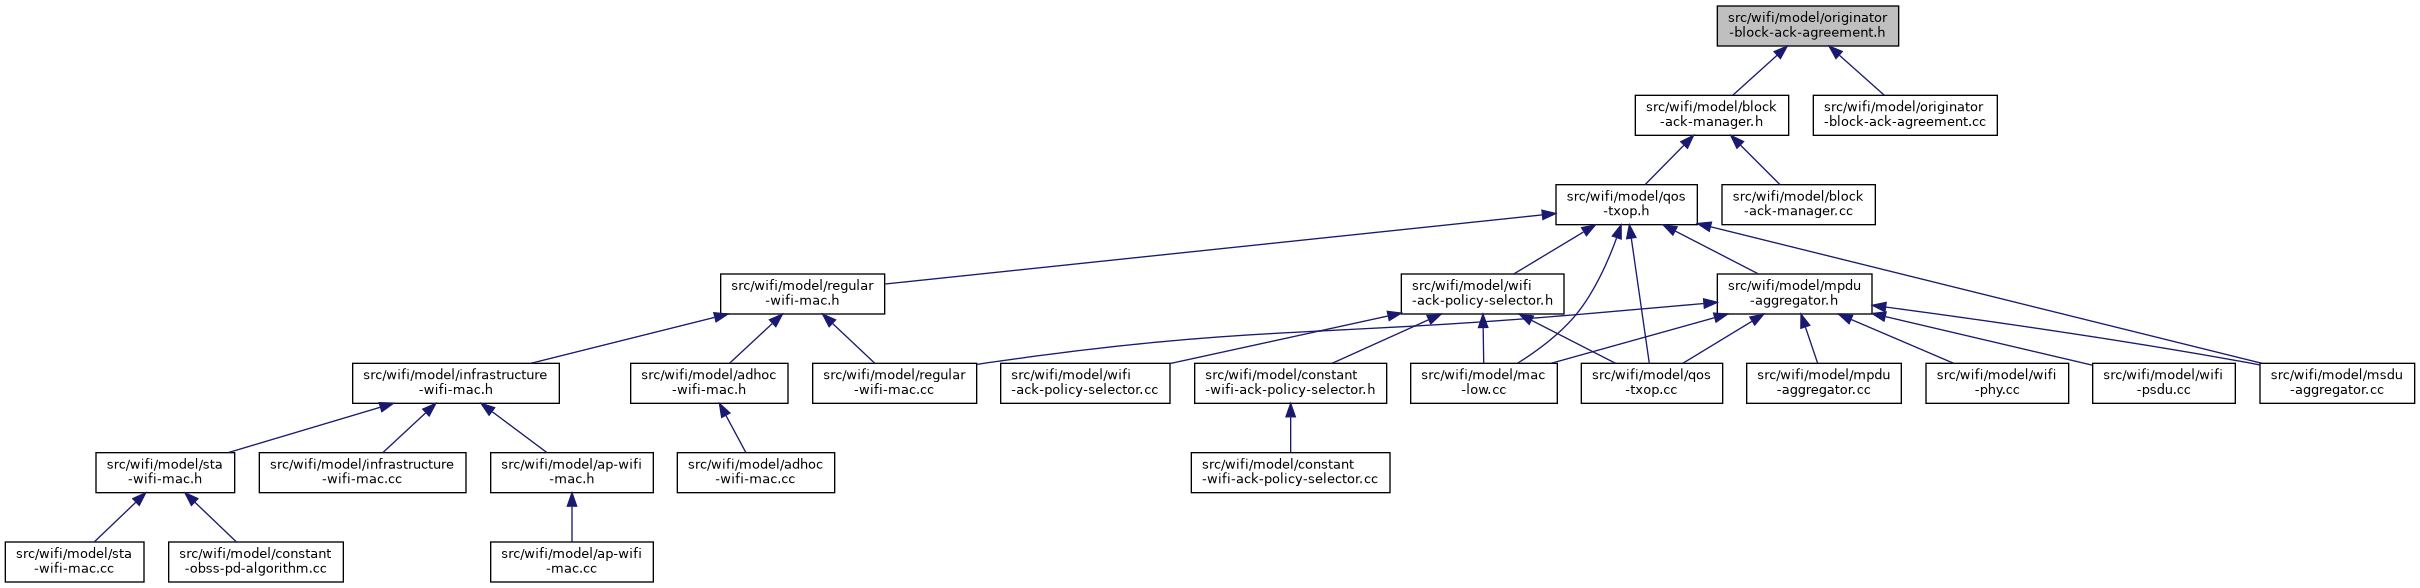 src/wifi/model/originator
-block-ack-agreement.h
src/wifi/model/block
-ack-manager.h
src/wifi/model/originator
-block-ack-agreement.cc
src/wifi/model/qos
-txop.h
src/wifi/model/block
-ack-manager.cc
src/wifi/model/regular
-wifi-mac.h
src/wifi/model/wifi
-ack-policy-selector.h
src/wifi/model/mpdu
-aggregator.h
src/wifi/model/infrastructure
-wifi-mac.h
src/wifi/model/adhoc
-wifi-mac.h
src/wifi/model/regular
-wifi-mac.cc
src/wifi/model/wifi
-ack-policy-selector.cc
src/wifi/model/constant
-wifi-ack-policy-selector.h
src/wifi/model/mac
-low.cc
src/wifi/model/qos
-txop.cc
src/wifi/model/mpdu
-aggregator.cc
src/wifi/model/wifi
-phy.cc
src/wifi/model/wifi
-psdu.cc
src/wifi/model/msdu
-aggregator.cc
src/wifi/model/sta
-wifi-mac.h
src/wifi/model/infrastructure
-wifi-mac.cc
src/wifi/model/ap-wifi
-mac.h
src/wifi/model/adhoc
-wifi-mac.cc
src/wifi/model/constant
-wifi-ack-policy-selector.cc
src/wifi/model/sta
-wifi-mac.cc
src/wifi/model/constant
-obss-pd-algorithm.cc
src/wifi/model/ap-wifi
-mac.cc